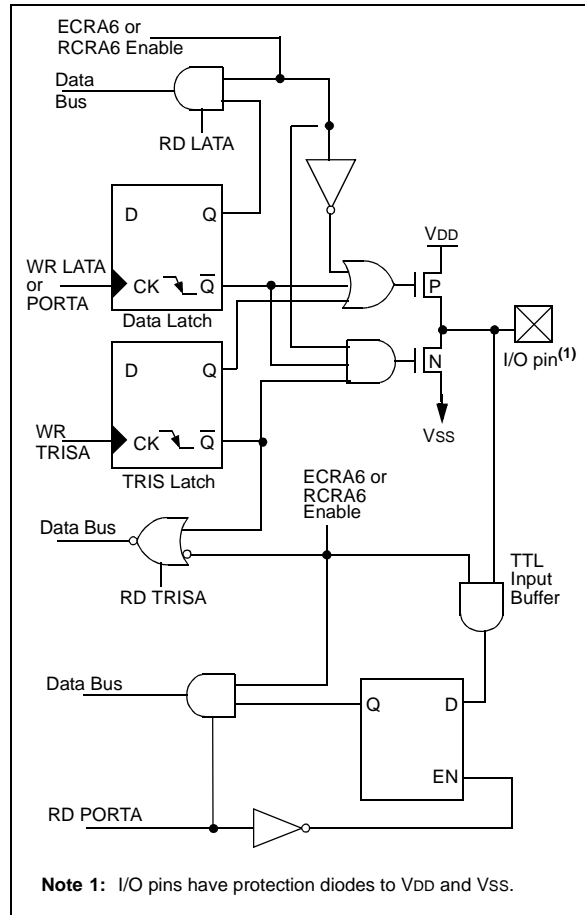 ECRA6 or
RCRA6 Enable
Data
Bus
RD LATA
D Q
VDD
WR LATA
or
PORTA
CK Q
P
Data Latch
I/O pin(1)
N
D Q
VSS
WR
TRISA
CK Q
TRIS Latch
ECRA6 or
RCRA6
Enable
Data Bus
TTL
Input
Buffer
RD TRISA
Data Bus
Q D
EN
RD PORTA
Note 1: I/O pins have protection diodes to VDD and VSS.